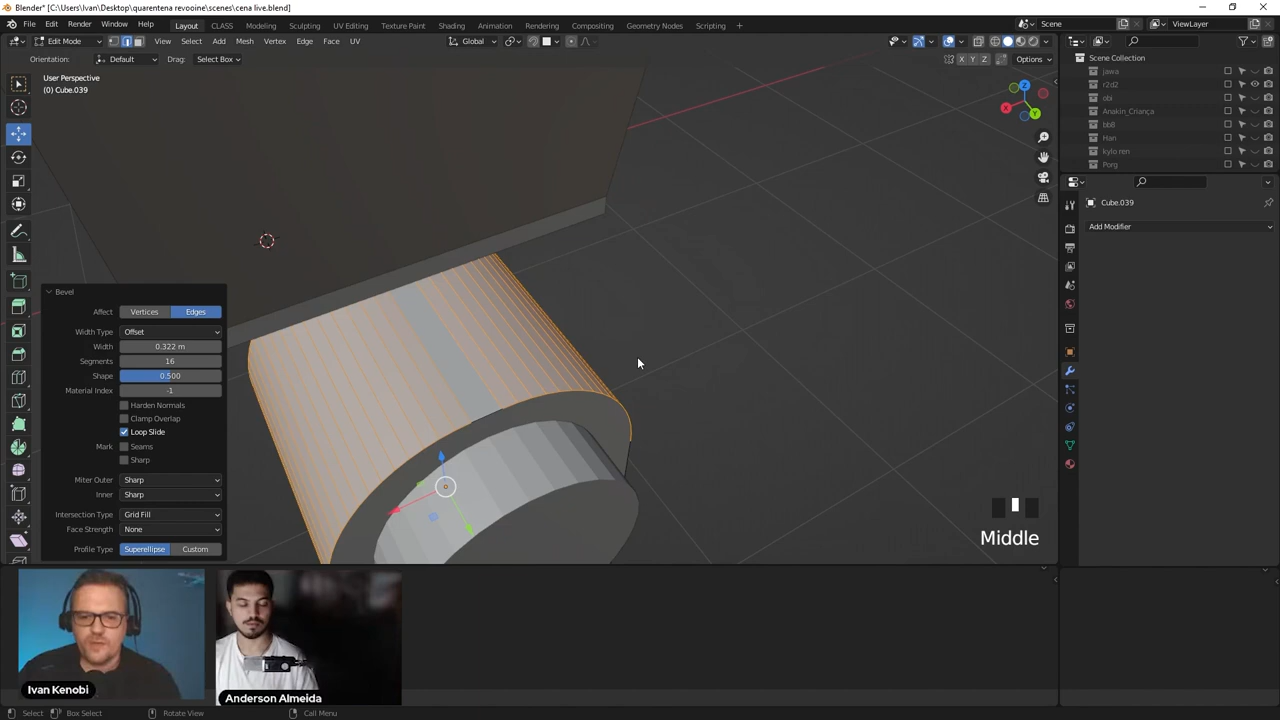 Blender* [C:\Users\Ivan\Desktop\quarentena revooine\scenes\cena live.blend]
File Edit Render Window Help Layout CLASS Modeling Sculpting UV Editing Texture Paint Shading Animation Rendering Compositing Geometry Nodes Scripting + Scene ViewLayer
Edit Mode View Select Add Mesh Vertex Edge Face UV Global
Orientation: Default Drag: Select Box X Y Z Options
User Perspective
(0) Cube.039
Scene Collection
jawa
r2d2
obi
Anakin_Criança
bb8
Han
kylo ren
Porg
Cube.039
Add Modifier
Z
X
Y
Bevel
Affect Vertices Edges
Width Type Offset
Width 0.322 m
Segments 16
Shape 0.500
Material Index -1
Harden Normals
Clamp Overlap
Loop Slide
Mark Seams
Sharp
Miter Outer Sharp
Inner Sharp
Intersection Type Grid Fill
Face Strength None
Profile Type Superellipse Custom
Middle
Ivan Kenobi
Anderson Almeida
Select Box Select Rotate View Call Menu